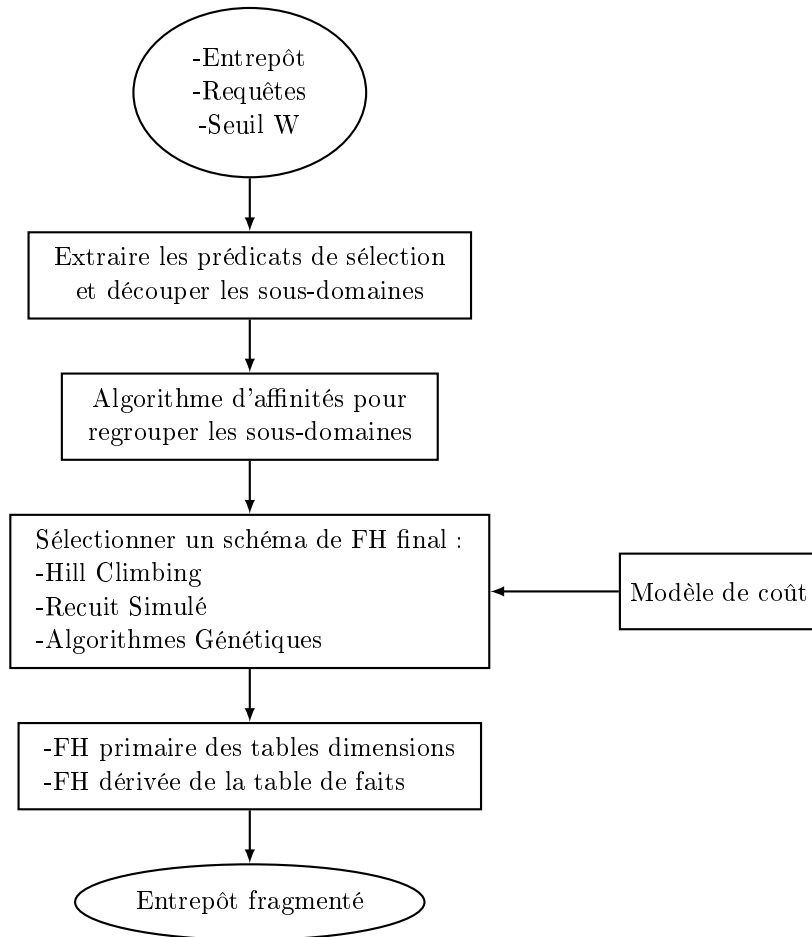 -Entrepôt
-Requêtes
-Seuil W
Extraire les prédicats de sélection
et découper les sous-domaines
Algorithme d'affinités pour
regrouper les sous-domaines
Sélectionner un schéma de FH final :
-Hill Climbing
-Recuit Simulé
-Algorithmes Génétiques
Modèle de coût
-FH primaire des tables dimensions
-FH dérivée de la table de faits
Entrepôt fragmenté